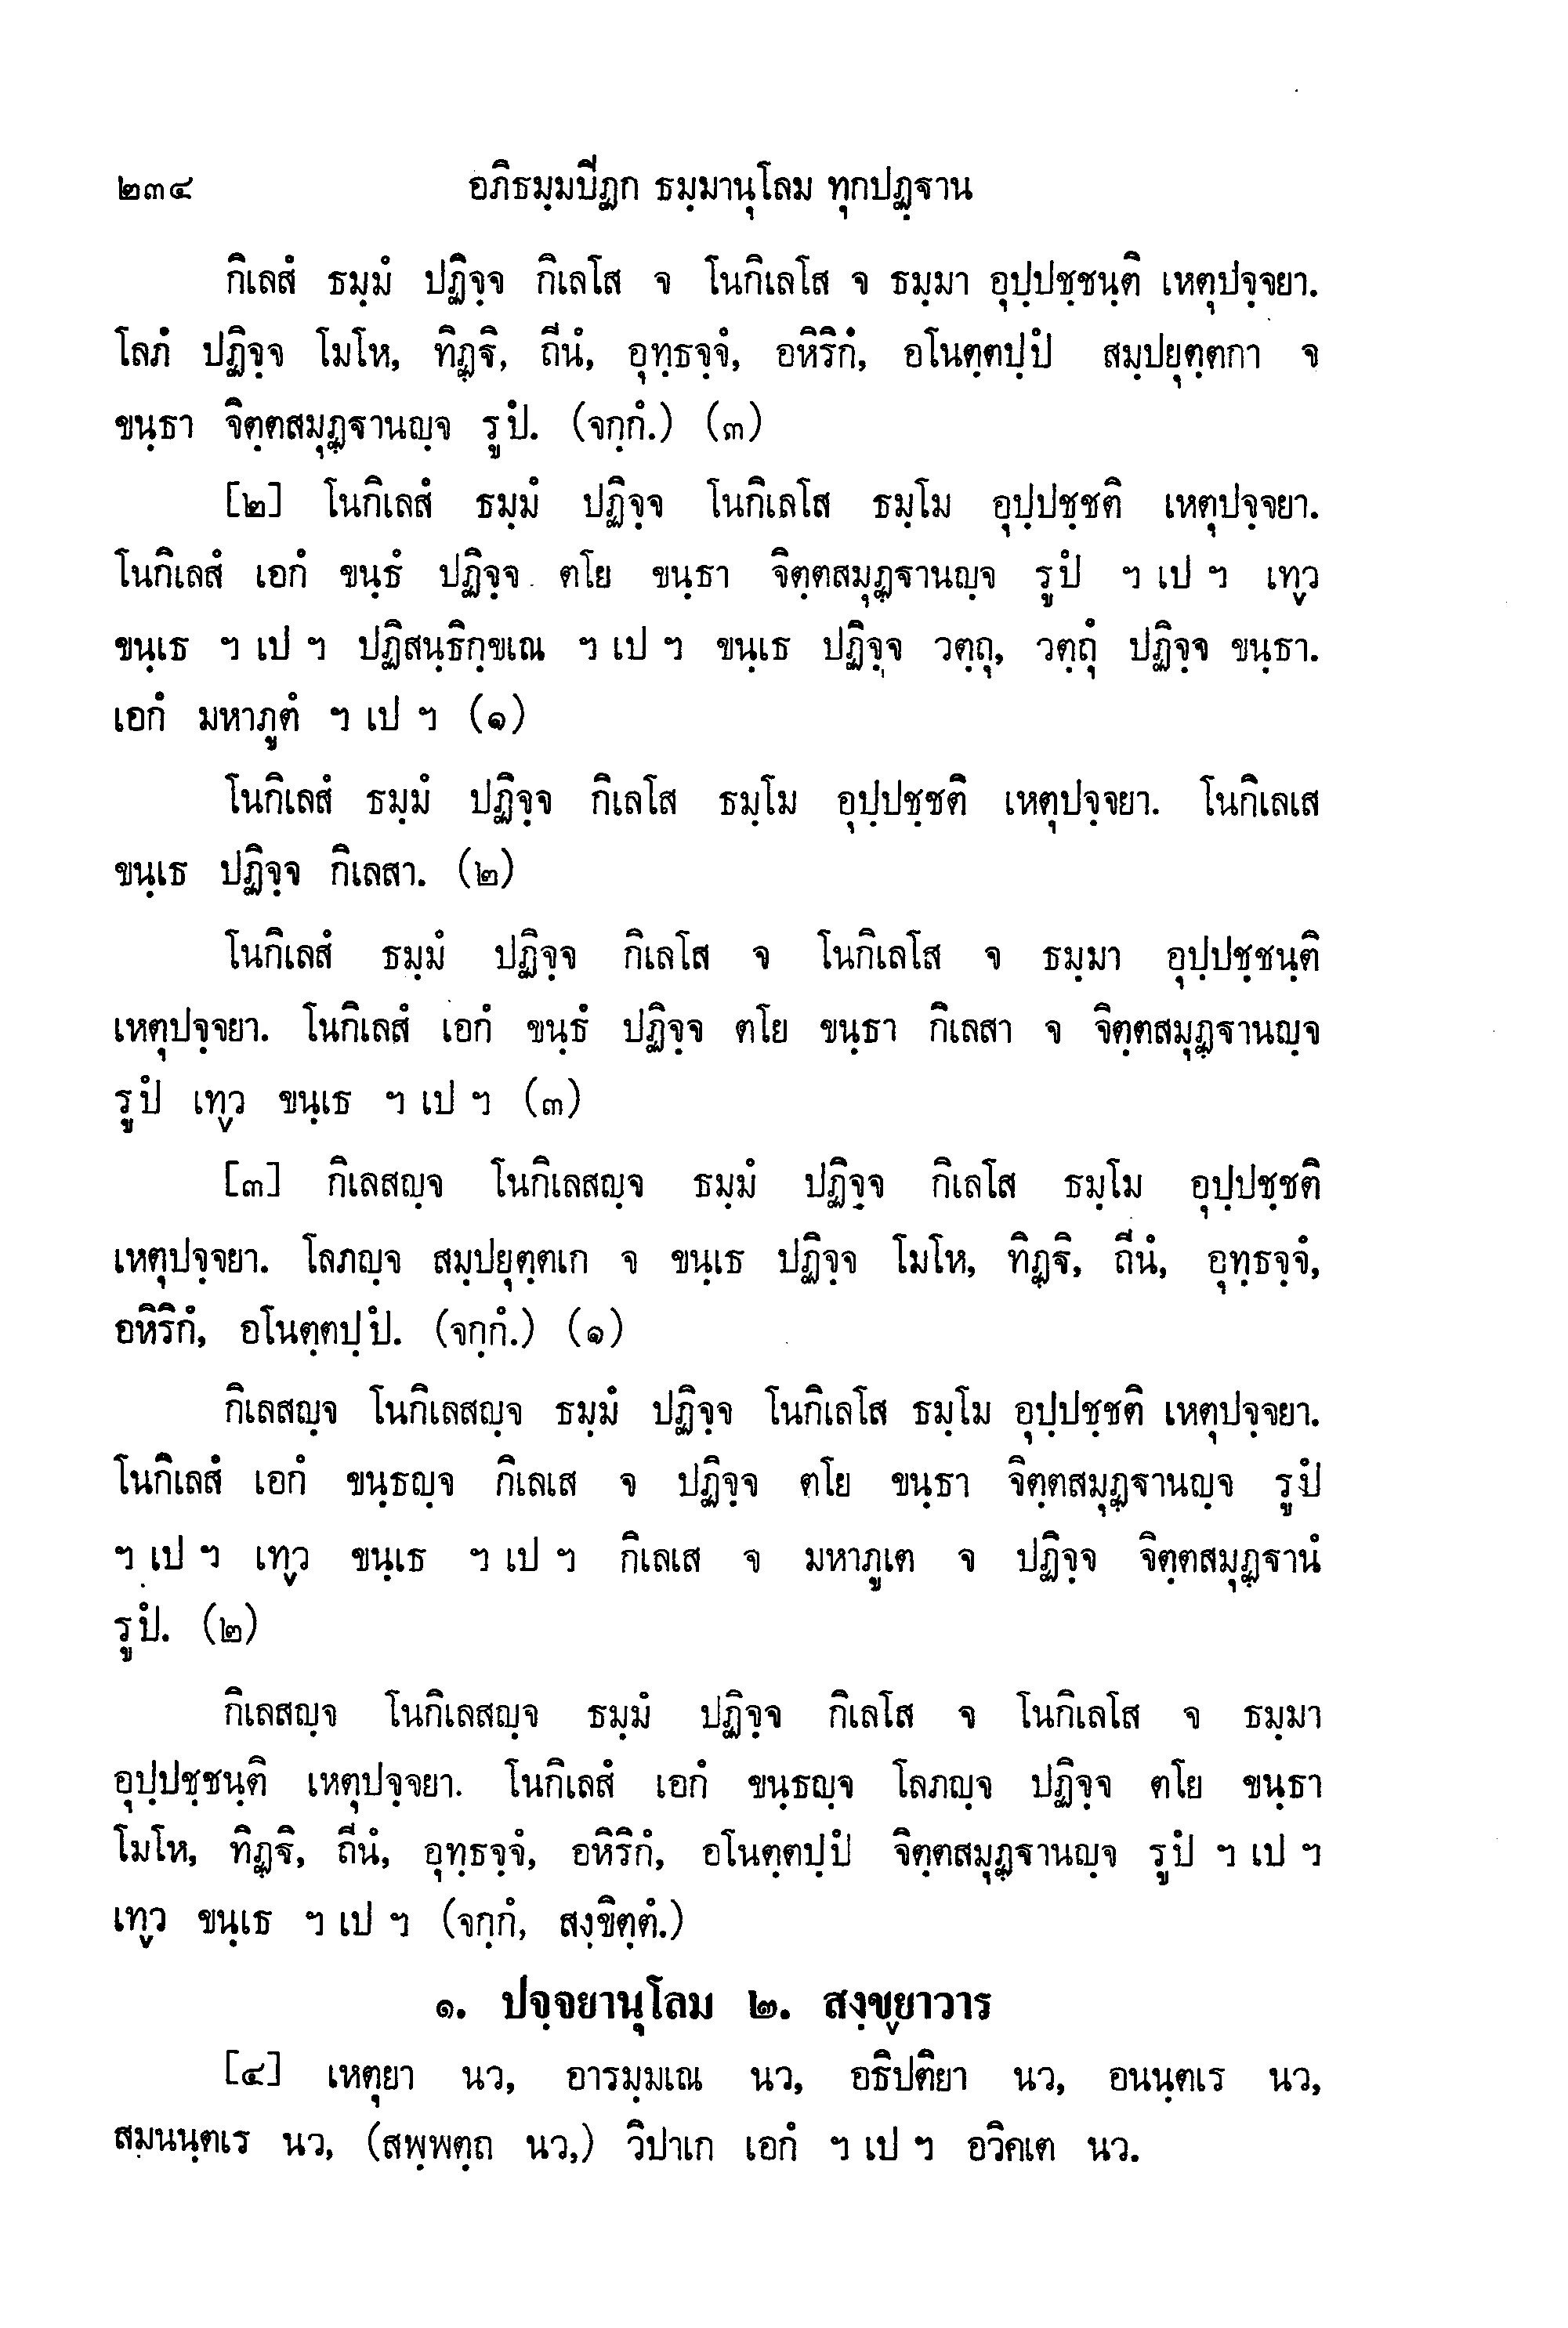 ๒๓๔ อภิธมฺมปิฏก ธมฺมานุโลม ทุกปฏฺฐาน
กิเลสํ ธมฺมํ ปฏิจฺจ กิเลโส จ โนกิเลโส จ ธมฺมา อุปฺปชฺชนฺติ เหตุปจฺจยา.
โลภํ ปฏิจฺจ โมโห, ทิฏฺฐิ, ถีนํ, อุทฺธจฺจํ, อหิริกํ, อโนตฺตปฺปํ สมฺปยุตฺตกา จ
ขนฺธา จิตฺตสมุฏฺฐานญฺจ รูปํ. (จกฺกํ.) (๓)
[๒] โนกิเลสํ ธมฺมํ ปฏิจฺจ โนกิเลโส ธมฺโม อุปฺปชฺชติ เหตุปจฺจยา.
โนกิเลสํ เอกํ ขนฺธํ ปฏิจฺจ ตโย ขนฺธา จิตฺตสมุฏฺฐานญฺจ รูปํ ฯ เป ฯ เทฺว
ขนฺเธ ฯ เป ฯ ปฏิสนฺธิกฺขเณ ฯ เป ฯ ขนฺเธ ปฏิจฺจ วตฺถุ, วตฺถุํ ปฏิจฺจ ขนฺธา.
เอกํ มหาภูตํ ฯ เป ฯ (๑)
โนกิเลสํ ธมฺมํ ปฏิจฺจ กิเลโส ธมฺโม อุปฺปชฺชติ เหตุปจฺจยา. โนกิเลเส
ขนฺเธ ปฏิจฺจ กิเลสา. (๒)
โนกิเลสํ ธมฺมํ ปฏิจฺจ กิเลโส จ โนกิเลโส จ ธมฺมา อุปฺปชฺชนฺติ
เหตุปจฺจยา. โนกิเลสํ เอกํ ขนฺธํ ปฏิจฺจ ตโย ขนฺธา กิเลสา จ จิตฺตสมุฏฺฐานญฺจ
รูปํ เทฺว ขนฺเธ ฯ เป ฯ (๓)
[๓] กิเลสญฺจ โนกิเลสญฺจ ธมฺมํ ปฏิจฺจ กิเลโส ธมฺโม อุปฺปชฺชติ
เหตุปจฺจยา. โลภญฺจ สมฺปยุตฺตเก จ ขนฺเธ ปฏิจฺจ โมโห, ทิฏฺฐิ, ถีนํ, อุทฺธจฺจํ,
อหิริกํ, อโนตฺตปฺปํ. (จกฺกํ.) (๑)
กิเลสญฺจ โนกิเลสญฺจ ธมฺมํ ปฏิจฺจ โนกิเลโส ธมฺโม อุปฺปชฺชติ เหตุปจฺจยา.
โนกิเลสํ เอกํ ขนฺธญฺจ กิเลเส จ ปฏิจฺจ ตโย ขนฺธา จิตฺตสมุฏฺฐานญฺจ รูปํ
ฯ เป ฯ เทฺว ขนฺเธ ฯ เป ฯ กิเลเส จ มหาภูเต จ ปฏิจฺจ จิตฺตสมุฏฺฐานํ
รูปํ. (๒)
กิเลสญฺจ โนกิเลสญฺจ ธมฺมํ ปฏิจฺจ กิเลโส จ โนกิเลโส จ ธมฺมา
อุปฺปชฺชนฺติ เหตุปจฺจยา. โนกิเลสํ เอกํ ขนฺธญฺจ โลภญฺจ ปฏิจฺจ ตโย ขนฺธา
โมโห, ทิฏฺฐิ, ถีนํ, อุทฺธจฺจํ, อหิริกํ, อโนตฺตปฺปํ จิตฺตสมุฏฺฐานญฺจ รูปํ ฯ เป ฯ
เทฺว ขนฺเธ ฯ เป ฯ (จกฺกํ, สงฺขิตฺตํ.)
๑. ปจฺจยานุโลม ๒. สงฺขฺยาวาร
[๔] เหตุยา นว, อารมฺมเณ นว, อธิปติยา นว, อนนฺตเร นว,
สมนนฺตเร นว, (สพฺพตฺถ นว,) วิปาเก เอกํ ฯ เป ฯ อวิคเต นว.